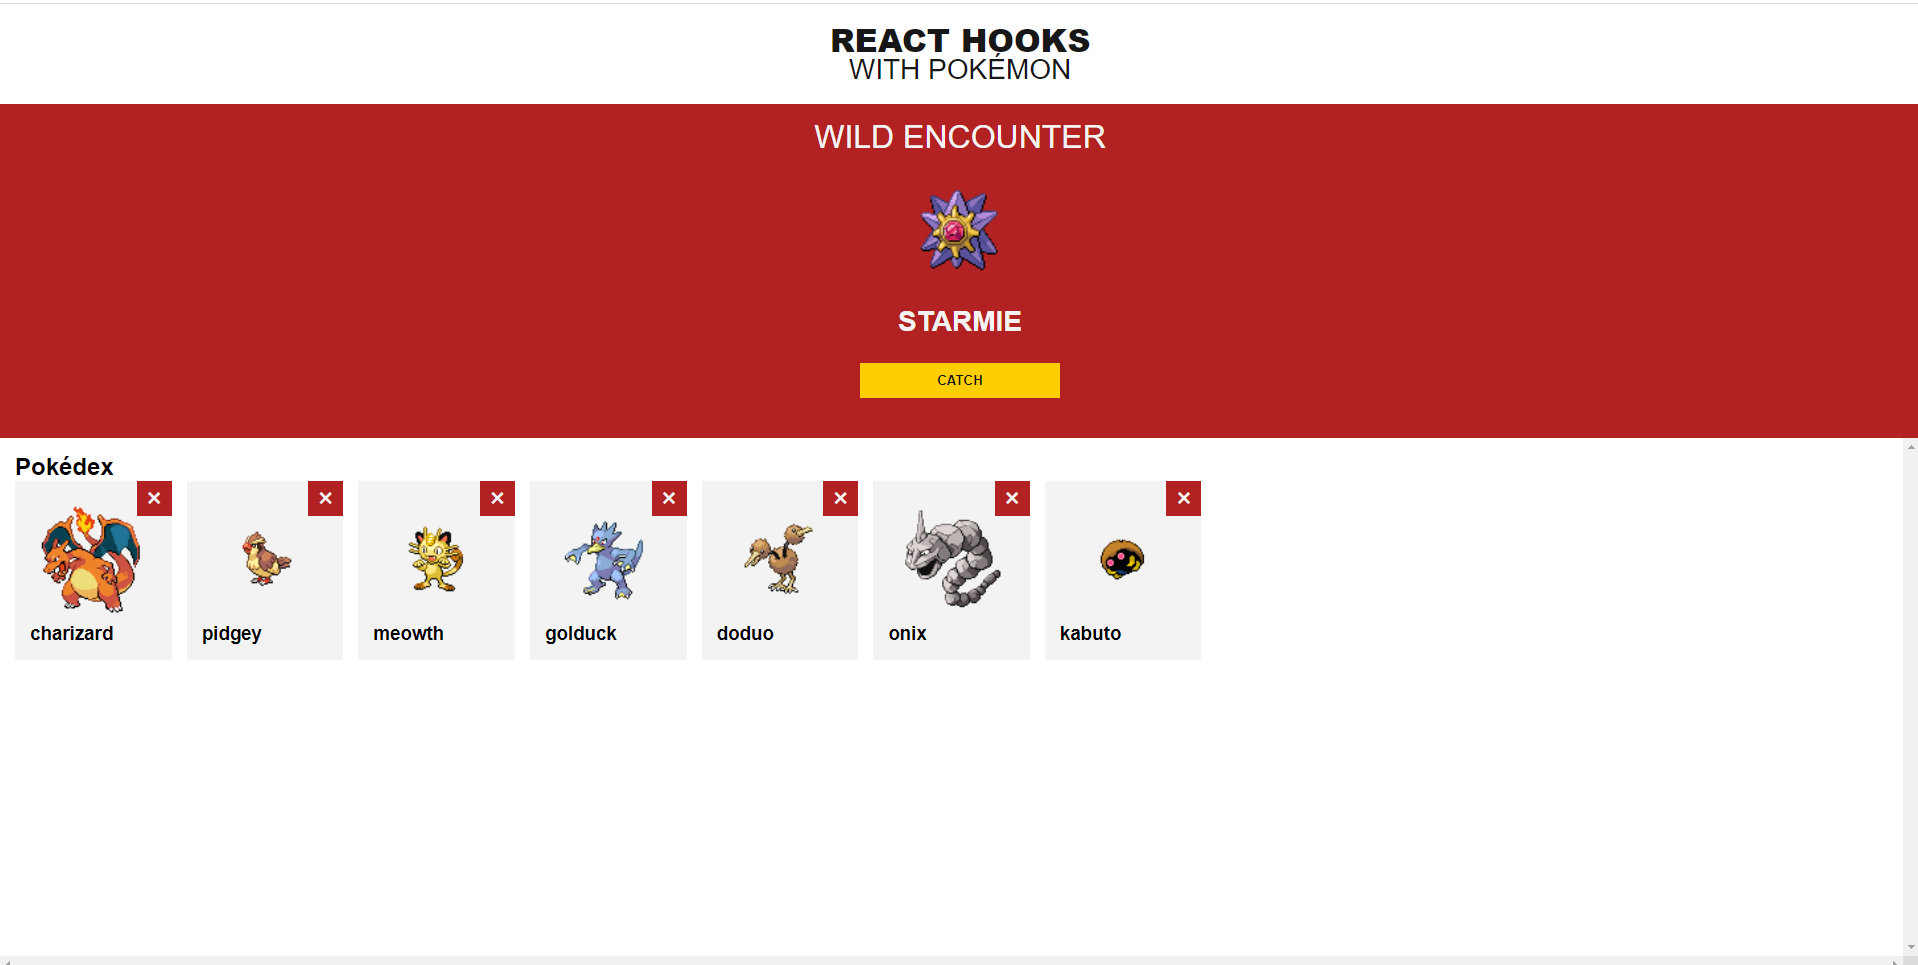 REACT HOOKS
WITH POKÉMON
WILD ENCOUNTER
STARMIE
CATCH
Pokédex
charizard
pidgey
meowth
golduck
doduo
onix
kabuto